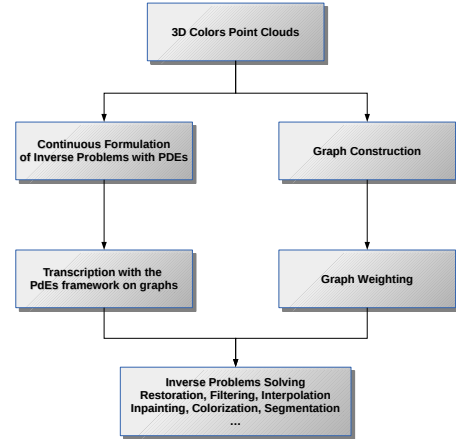 3D Colors Point Clouds
Continuous Formulation
of Inverse Problems with PDEs
Graph Construction
Transcription with the
PdEs framework on graphs
Graph Weighting
Inverse Problems Solving
Restoration, Filtering, Interpolation
Inpainting, Colorization, Segmentation
...